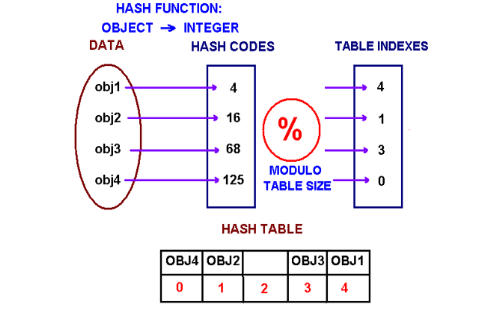 HASH FUNCTION:
OBJECT → INTEGER
DATA HASH CODES TABLE INDEXES
obj1 4 4
obj2 16 1
obj3 68 3
obj4 125 0
%
MODULO
TABLE SIZE
HASH TABLE
OBJ4 OBJ2 OBJ3 OBJ1
0 1 2 3 4